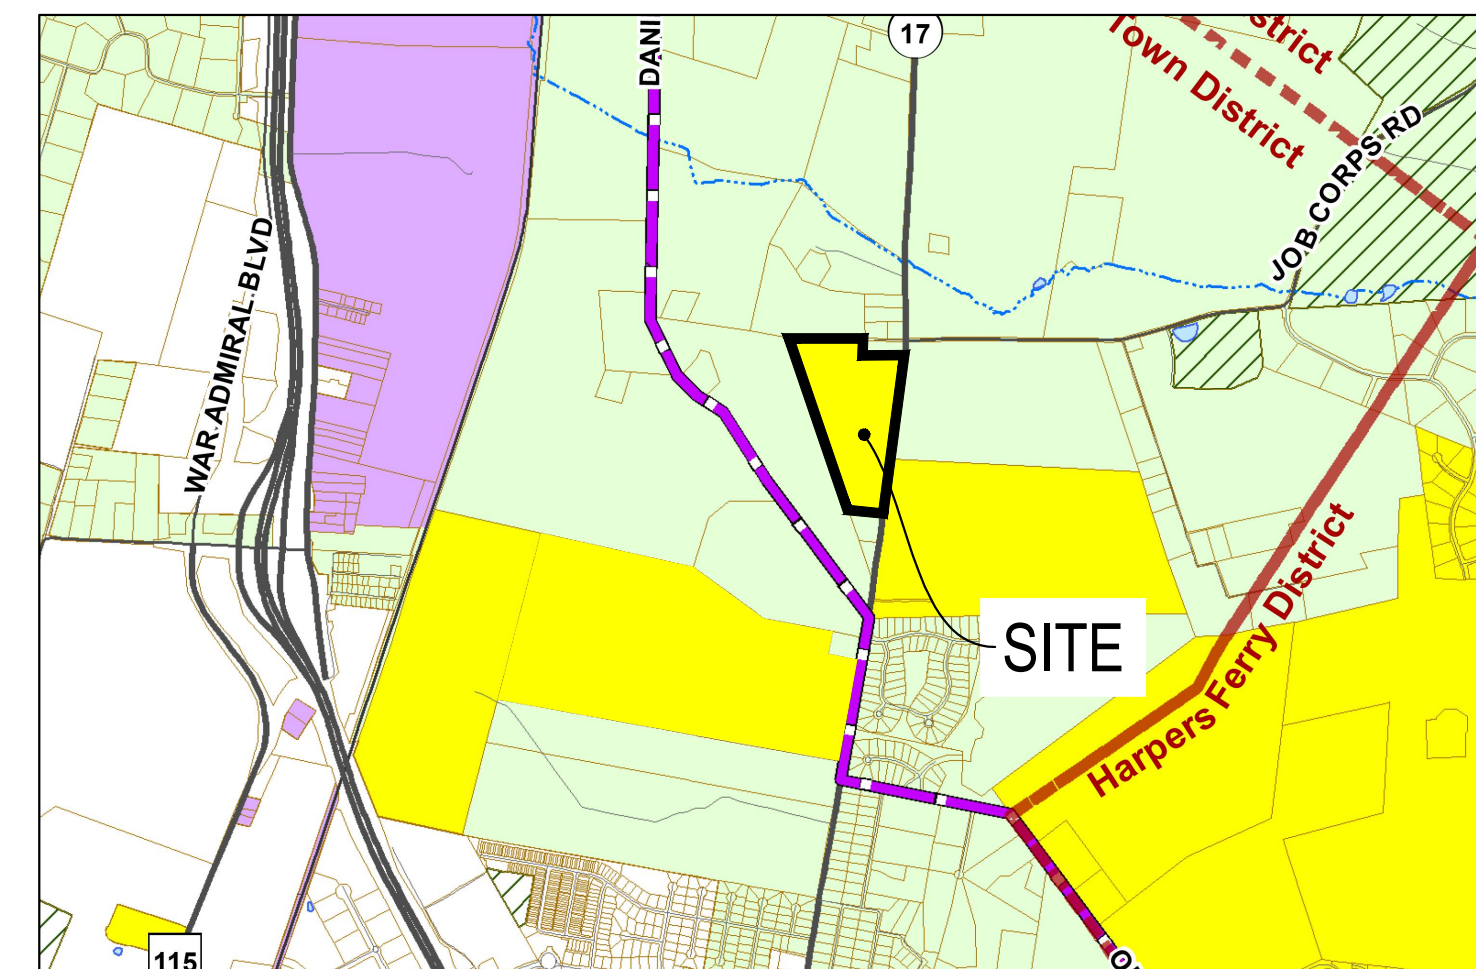 DANI
17
strict
Town District
JOB CORPS RD
WAR ADMIRAL BLVD
SITE
Harpers Ferry District
115